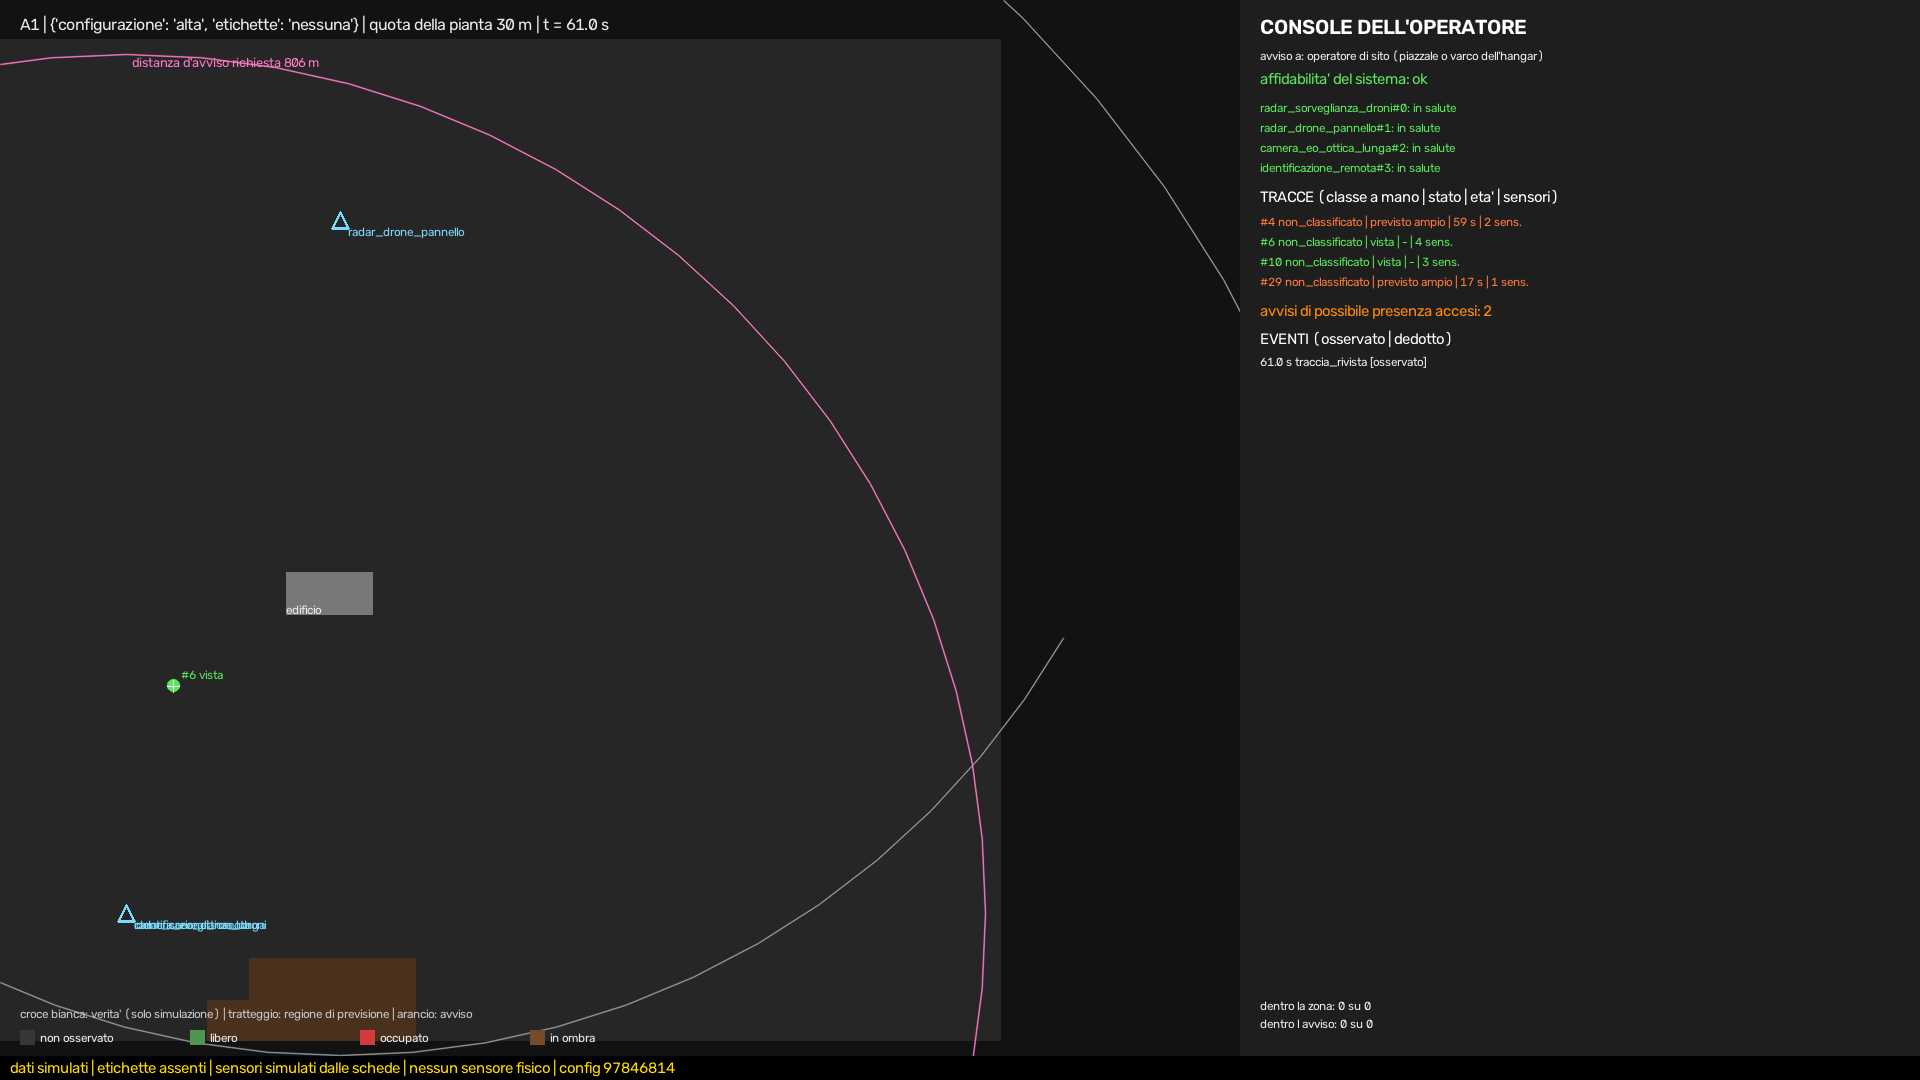 A1 | {'configurazione': 'alta', 'etichette': 'nessuna'} | quota della pianta 30 m | t = 61.0 s
distanza d'avviso richiesta 806 m
radar_drone_pannello
edificio
#6 vista
croce bianca: verita' (solo simulazione) | tratteggio: regione di previsione | arancio: avviso
non osservato
libero
occupato
in ombra
CONSOLE DELL'OPERATORE
avviso a: operatore di sito (piazzale o varco dell'hangar)
affidabilita' del sistema: ok
radar_sorveglianza_droni#0: in salute
radar_drone_pannello#1: in salute
camera_eo_ottica_lunga#2: in salute
identificazione_remota#3: in salute
TRACCE (classe a mano | stato | eta' | sensori)
#4 non_classificato | previsto ampio | 59 s | 2 sens.
#6 non_classificato | vista | - | 4 sens.
#10 non_classificato | vista | - | 3 sens.
#29 non_classificato | previsto ampio | 17 s | 1 sens.
avvisi di possibile presenza accesi: 2
EVENTI (osservato | dedotto)
61.0 s traccia_rivista [osservato]
dentro la zona: 0 su 0
dentro l avviso: 0 su 0
dati simulati | etichette assenti | sensori simulati dalle schede | nessun sensore fisico | config 97846814